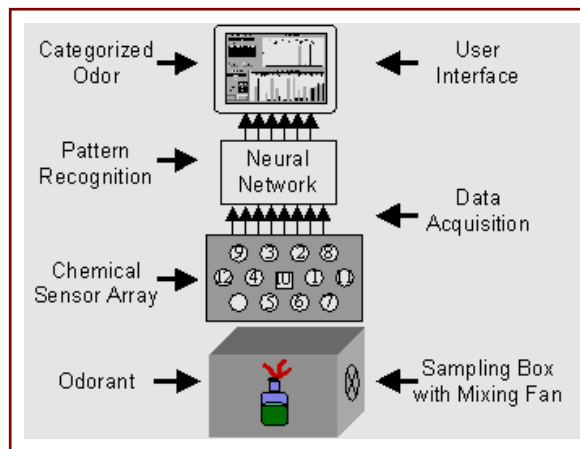 Categorized
Odor
User
Interface
Pattern
Recognition
Neural
Network
Data
Acquisition
Chemical
Sensor Array
9 3 2 8
12 4 10 1 11
5 6 7
Odorant
Sampling Box
with Mixing Fan